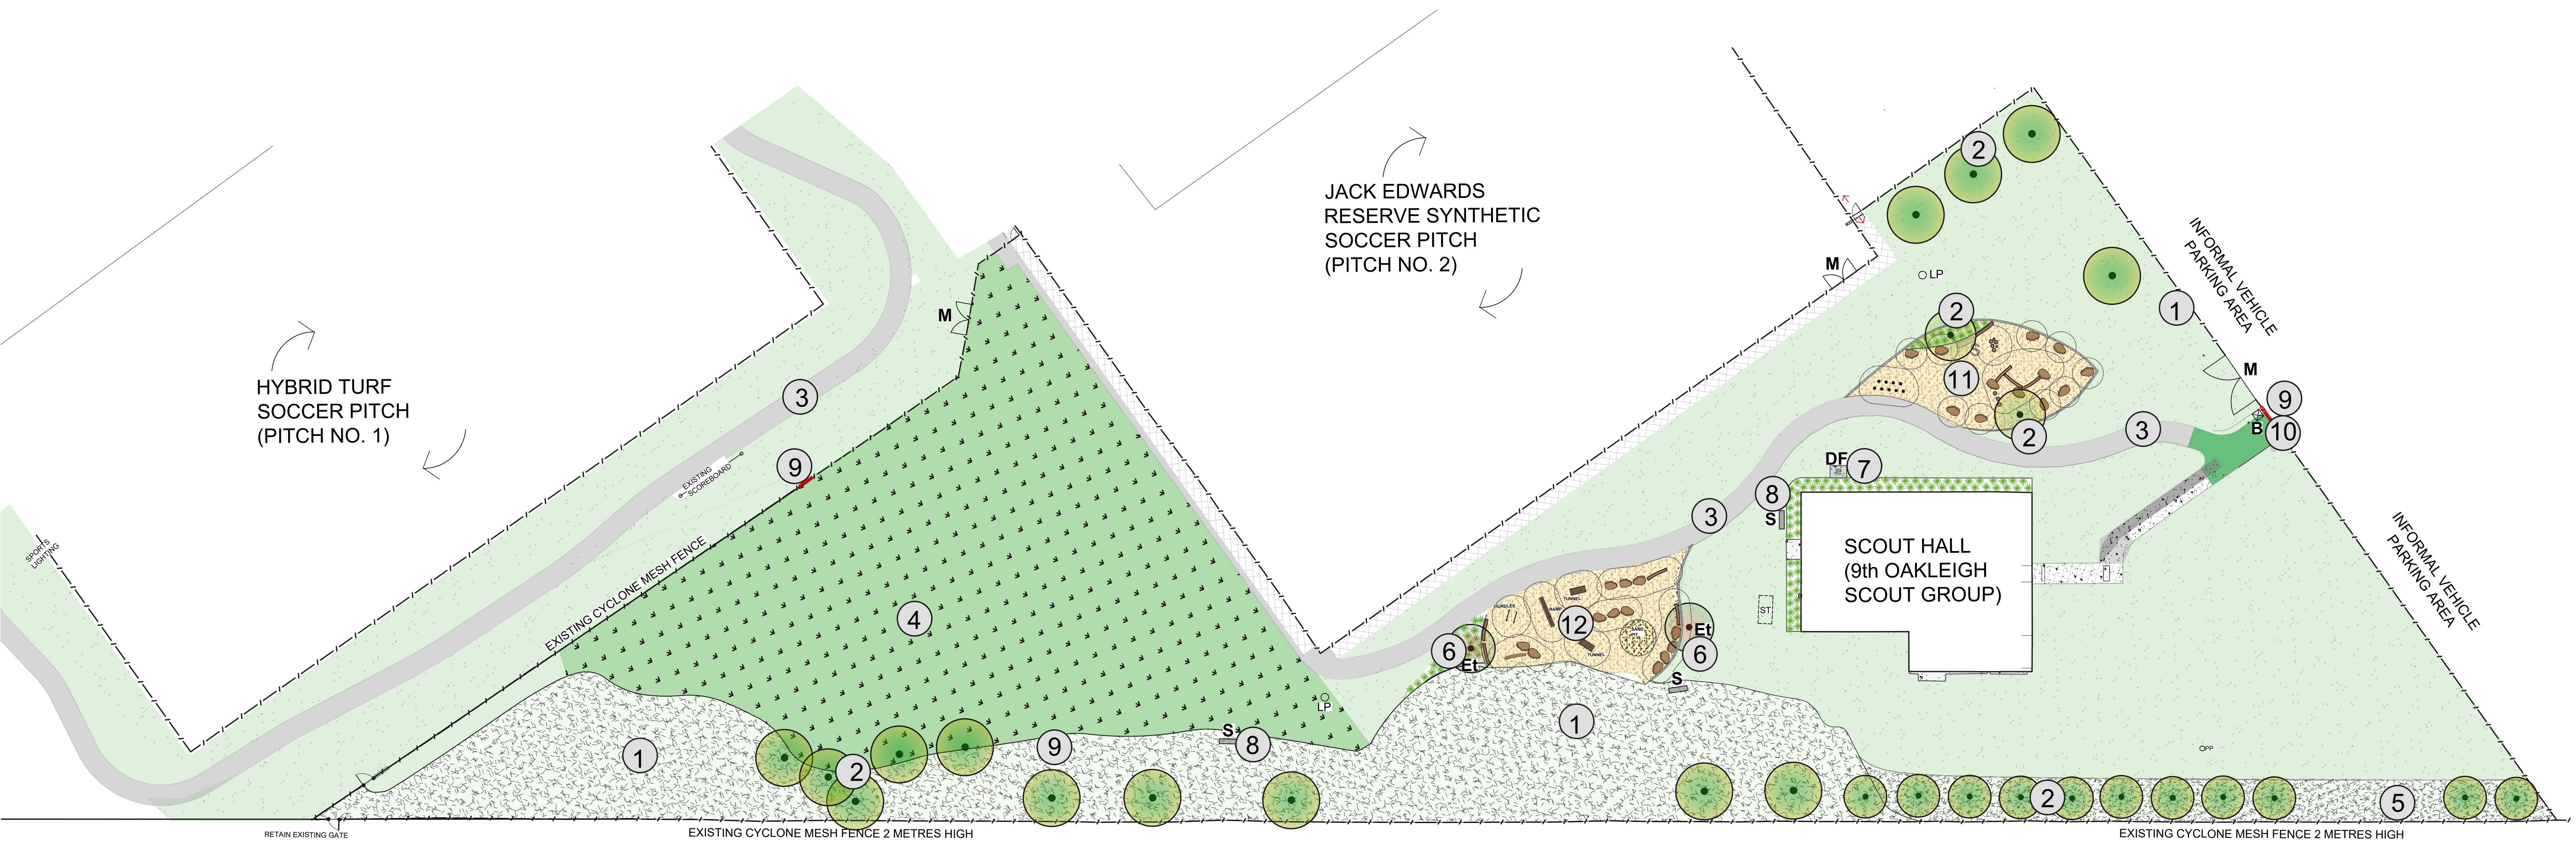 HYBRID TURF
SOCCER PITCH
(PITCH NO. 1)
SPORTS
LIGHTING
EXISTING
SCOREBOARD
EXISTING CYCLONE MESH FENCE
RETAIN EXISTING GATE
EXISTING CYCLONE MESH FENCE 2 METRES HIGH
3
9
M
4
1
2
9
S
8
LP
JACK EDWARDS
RESERVE SYNTHETIC
SOCCER PITCH
(PITCH NO. 2)
M
2
LP
2
1
INFORMAL VEHICLE
PARKING AREA
11
2
3
M
9
B
10
DF
7
8
S
3
SCOUT HALL
(9th OAKLEIGH
SCOUT GROUP)
ST
HURDLES
RAMP
TUNNEL
12
SAND
PIT
TUNNEL
6
Et
Et
6
S
1
PP
2
5
INFORMAL VEHICLE
PARKING AREA
EXISTING CYCLONE MESH FENCE 2 METRES HIGH